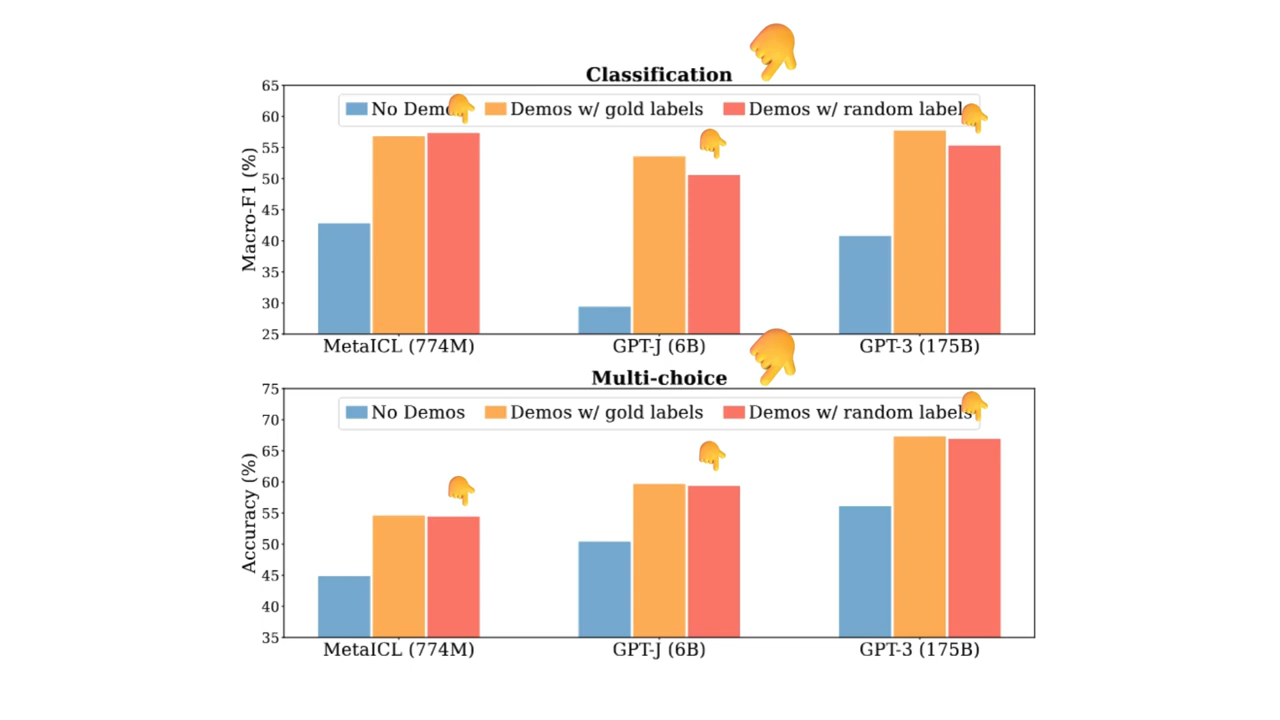 Classification
65
60
55
50
45
40
35
30
25
Macro-F1 (%)
No Demo
Demos w/ gold labels
Demos w/ random label
MetaICL (774M)
GPT-J (6B)
GPT-3 (175B)
Multi-choice
75
70
65
60
55
50
45
40
35
Accuracy (%)
No Demos
Demos w/ gold labels
Demos w/ random labels
MetaICL (774M)
GPT-J (6B)
GPT-3 (175B)